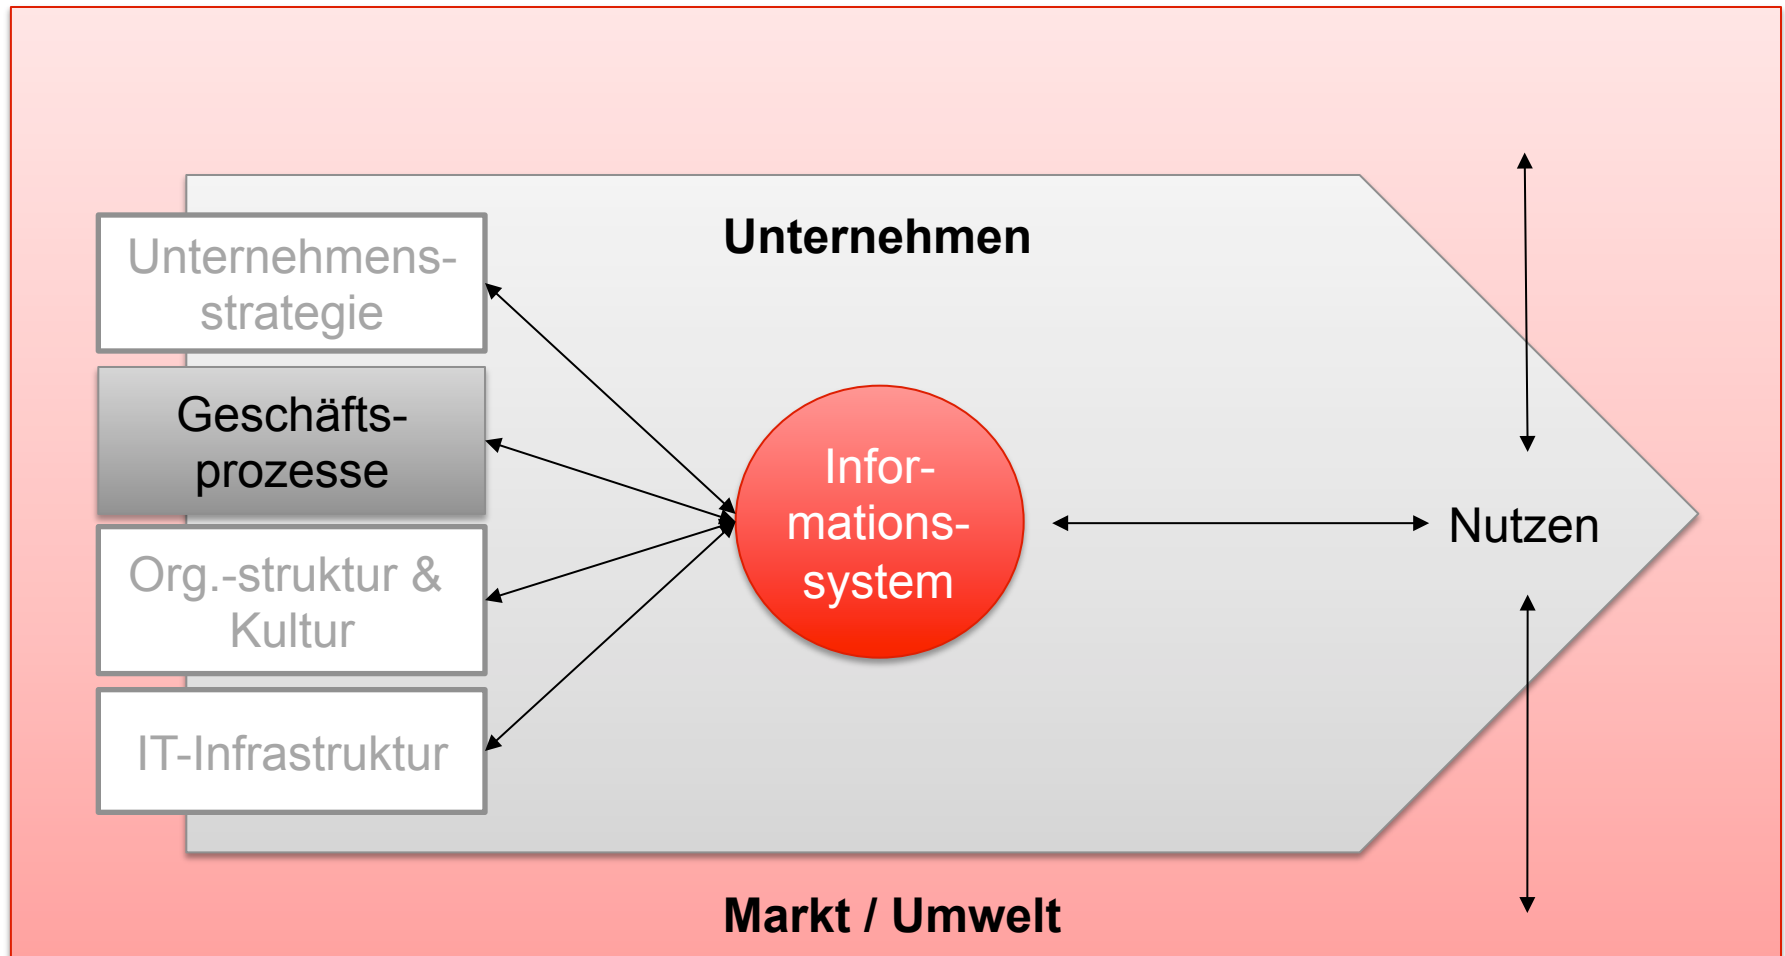 Unternehmen
Unternehmens-
strategie
Geschäfts-
prozesse
Org.-struktur &
Kultur
IT-Infrastruktur
Infor-
mations-
system
Nutzen
Markt / Umwelt